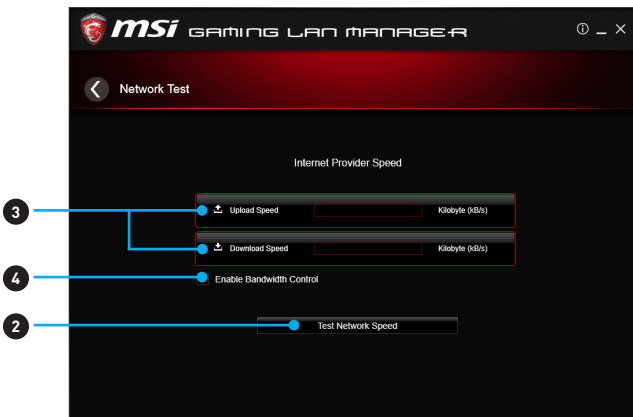 msi GAMING LAN MANAGER
Network Test
Internet Provider Speed
3
Upload Speed Kilobyte (kB/s)
Download Speed Kilobyte (kB/s)
4 Enable Bandwidth Control
2 Test Network Speed